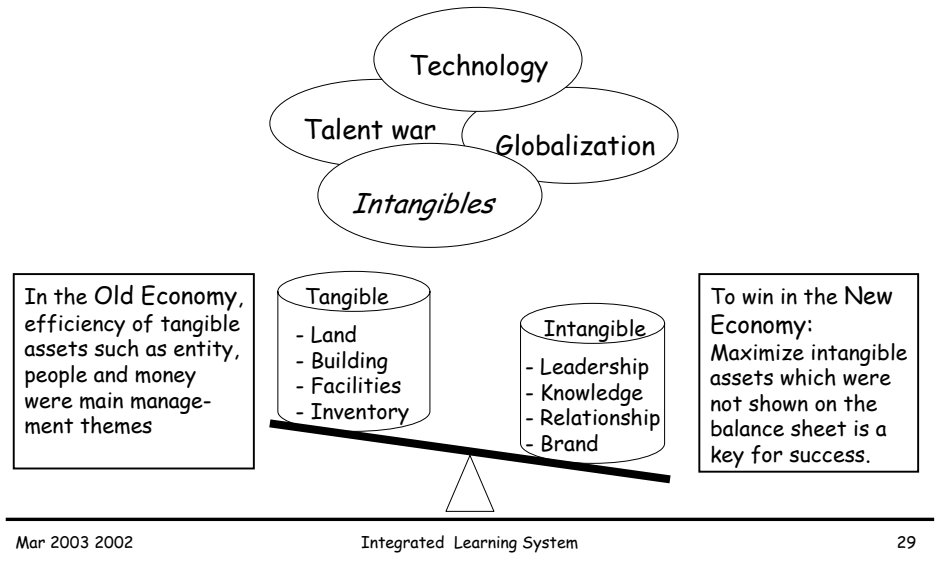 Technology
Talent war
Globalization
Intangibles
In the Old Economy,
efficiency of tangible
assets such as entity,
people and money
were main manage-
ment themes
Tangible
- Land
- Building
- Facilities
- Inventory
Intangible
- Leadership
- Knowledge
- Relationship
- Brand
To win in the New
Economy:
Maximize intangible
assets which were
not shown on the
balance sheet is a
key for success.
Mar 2003 2002
Integrated Learning System
29